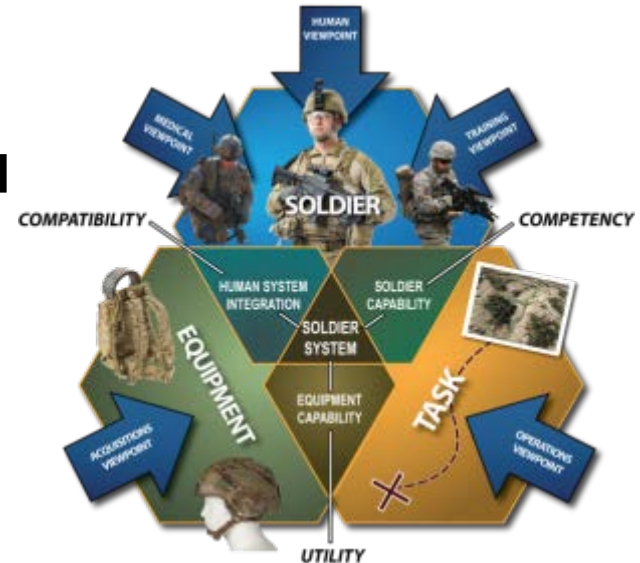 HUMAN
VIEWPOINT
MEDICAL
VIEWPOINT
TRAINING
VIEWPOINT
SOLDIER
COMPATIBILITY
COMPETENCY
HUMAN SYSTEM
INTEGRATION
SOLDIER
CAPABILITY
SOLDIER
SYSTEM
EQUIPMENT
TASK
EQUIPMENT
CAPABILITY
ACQUISITIONS
VIEWPOINT
OPERATIONS
VIEWPOINT
UTILITY